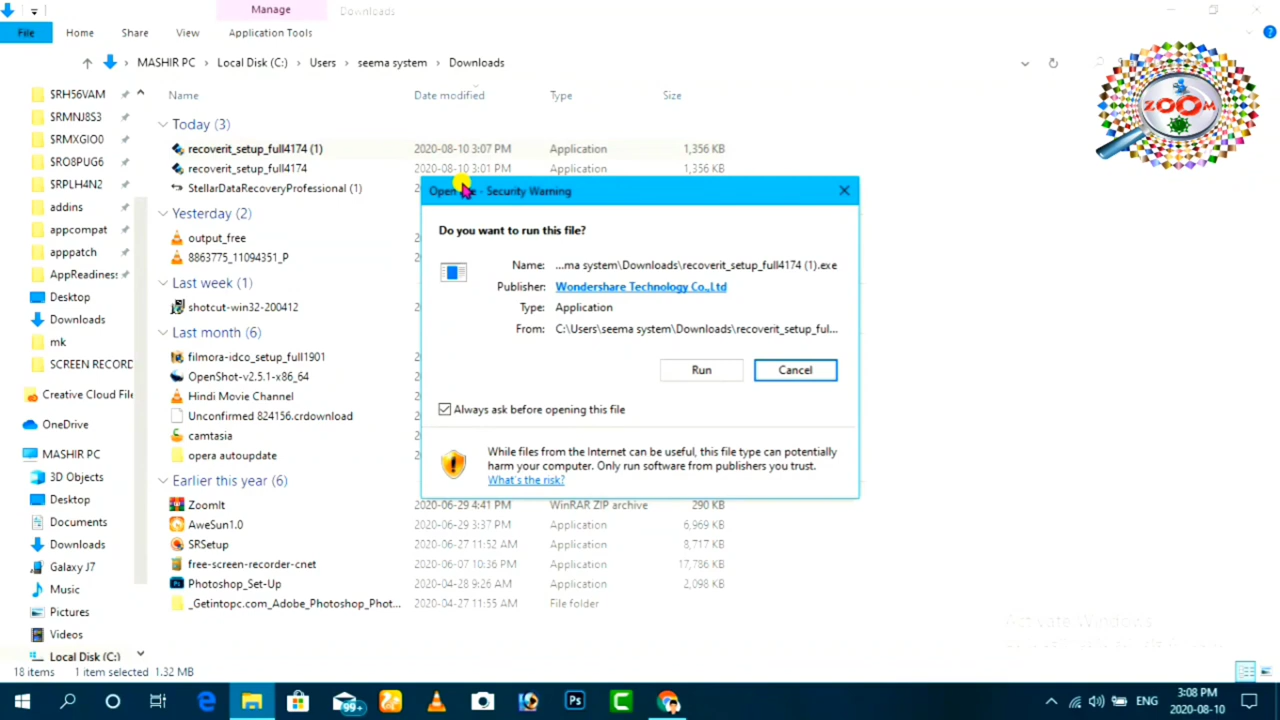 Manage
Downloads
File
Home
Share
View
Application Tools
MASHIR PC
Local Disk (C:)
Users
seema system
Downloads
Name
Date modified
Type
Size
$RH56VAM
$RMNJ8S3
$RMXGIO0
$RO8PUG6
$RPLH4N2
addins
appcompat
apppatch
AppReadiness
Desktop
Downloads
mk
SCREEN RECORD
Creative Cloud File
OneDrive
MASHIR PC
3D Objects
Desktop
Documents
Downloads
Galaxy J7
Music
Pictures
Videos
Local Disk (C:)
Today (3)
recoverit_setup_full4174 (1) 2020-08-10 3:07 PM Application 1,356 KB
recoverit_setup_full4174 2020-08-10 3:01 PM Application 1,356 KB
StellarDataRecoveryProfessional (1)
Yesterday (2)
output_free
8863775_11094351_P
Last week (1)
shotcut-win32-200412
Last month (6)
filmora-idco_setup_full1901
OpenShot-v2.5.1-x86_64
Hindi Movie Channel
Unconfirmed 824156.crdownload
camtasia
opera autoupdate
Earlier this year (6)
ZoomIt 2020-06-29 4:41 PM WinRAR ZIP archive 290 KB
AweSun1.0 2020-06-29 3:37 PM Application 6,969 KB
SRSetup 2020-06-27 11:52 AM Application 8,717 KB
free-screen-recorder-cnet 2020-06-07 10:36 PM Application 17,786 KB
Photoshop_Set-Up 2020-04-28 9:26 AM Application 2,098 KB
_Getintopc.com_Adobe_Photoshop_Phot... 2020-04-27 11:55 AM File folder
Open - Security Warning
Do you want to run this file?
Name: ...ma system\Downloads\recoverit_setup_full4174 (1).exe
Publisher: Wondershare Technology Co.,Ltd
Type: Application
From: C:\Users\seema system\Downloads\recoverit_setup_ful...
Run
Cancel
Always ask before opening this file
While files from the Internet can be useful, this file type can potentially
harm your computer. Only run software from publishers you trust.
What's the risk?
ZOOM
Activate Windows
18 items
1 item selected 1.32 MB
99+
Ps
ENG
3:08 PM
2020-08-10